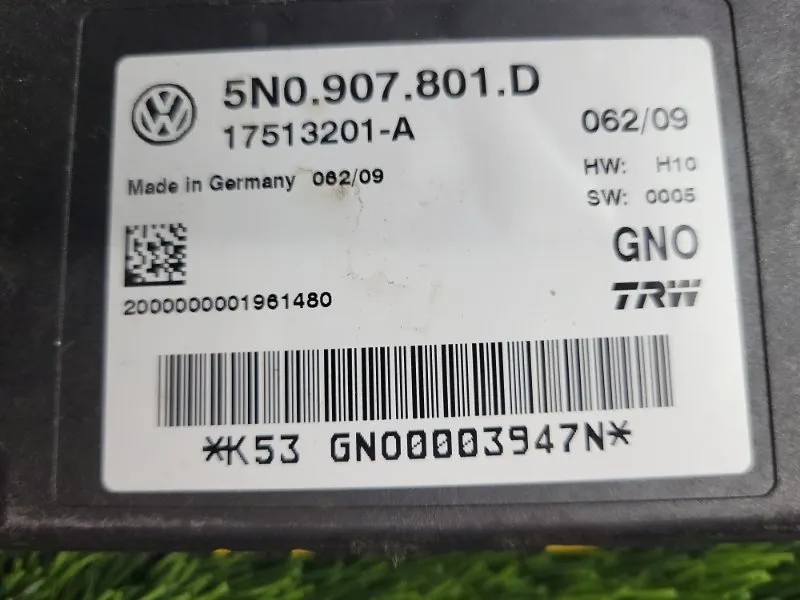 5N0.907.801.D
17513201-A
062/09
Made in Germany 062/09
HW: H10
SW: 0005
GNO
TRW
2000000001961480
*K53 GNO00003947N*